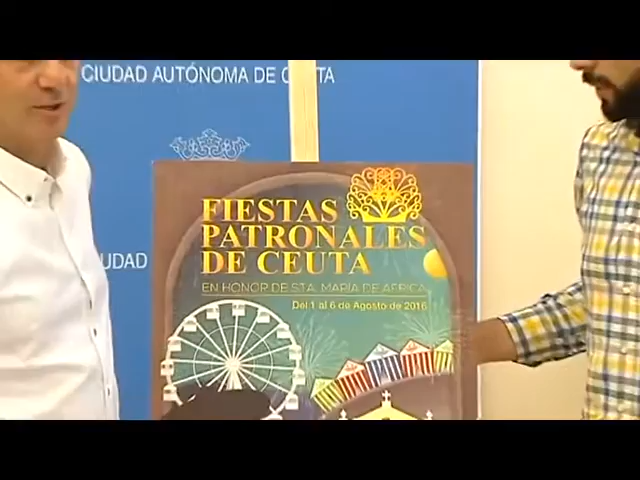 CIUDAD AUTÓNOMA DE CEUTA
FIESTAS
PATRONALES
DE CEUTA
EN HONOR DE STA. MARÍA DE ÁFRICA
Del 1 al 6 de Agosto de 2016
UDAD